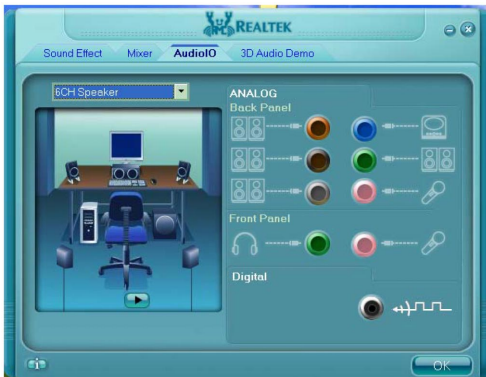 REALTEK
Sound Effect Mixer AudioIO 3D Audio Demo
6CH Speaker
ANALOG
Back Panel
Front Panel
Digital
OK